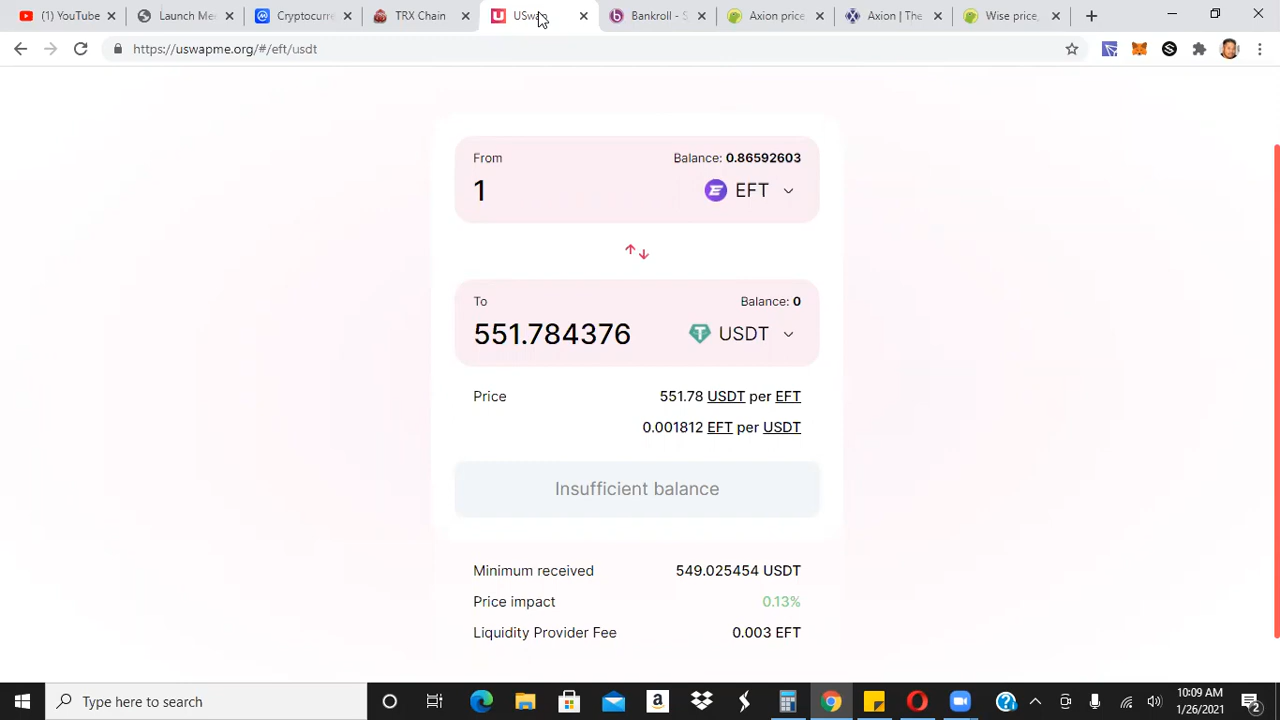 (1) YouTube
Launch Me
Cryptocurr
TRX Chain
USwap
Bankroll - S
Axion price
Axion | The
Wise price,
https://uswapme.org/#/eft/usdt
From
Balance: 0.86592603
1
EFT
To
Balance: 0
551.784376
USDT
Price
551.78 USDT per EFT
0.001812 EFT per USDT
Insufficient balance
Minimum received
549.025454 USDT
Price impact
0.13%
Liquidity Provider Fee
0.003 EFT
Type here to search
10:09 AM
1/26/2021
2